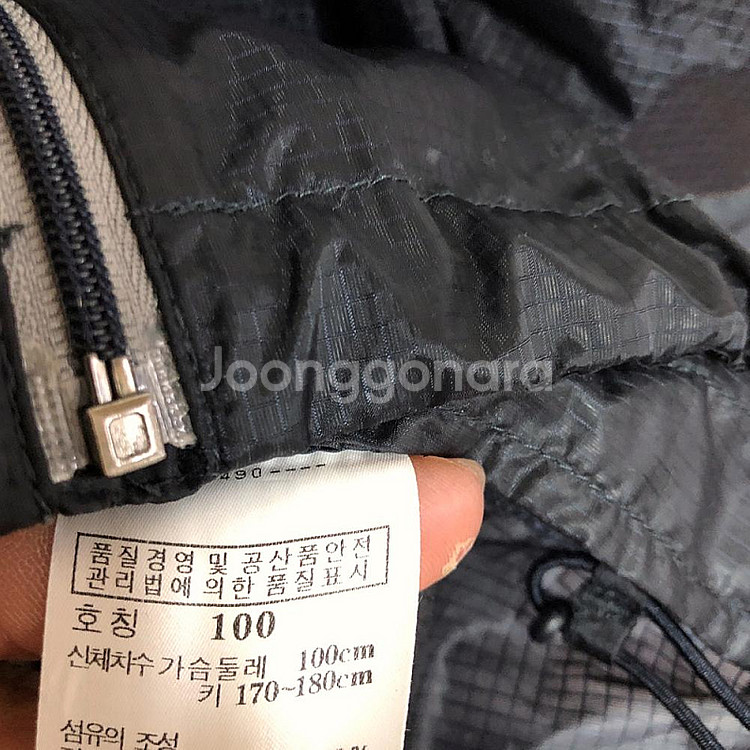 Joonggonara
490----
품질경영 및 공산품안전
관리법에 의한 품질표시
호칭 100
신체차수 가슴둘레 100cm
키 170~180cm
섬유의 조성